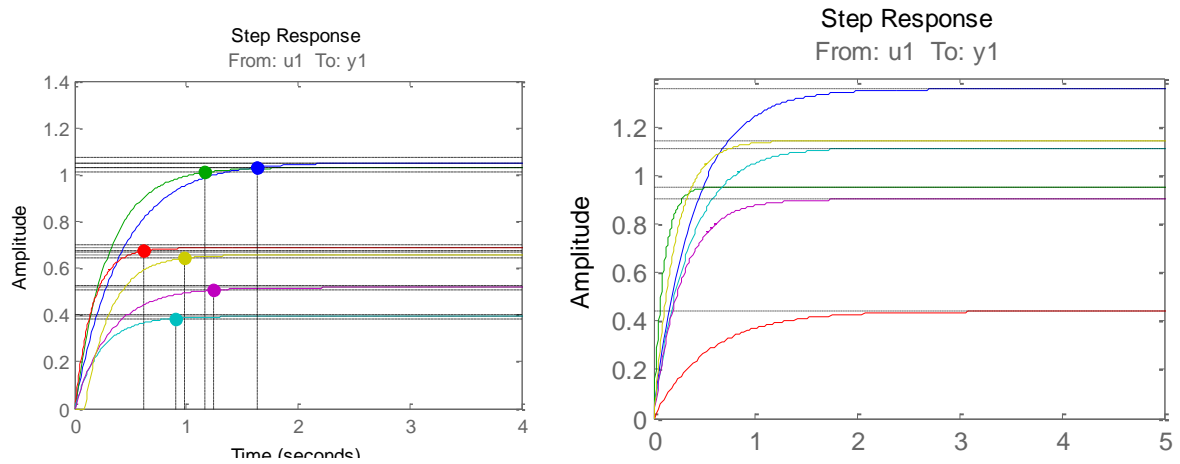 Step Response
From: u1 To: y1
Amplitude
1.4
1.2
1
0.8
0.6
0.4
0.2
0
0 1 2 3 4
Time (seconds)
Step Response
From: u1 To: y1
Amplitude
1.2
1
0.8
0.6
0.4
0.2
0
0 1 2 3 4 5